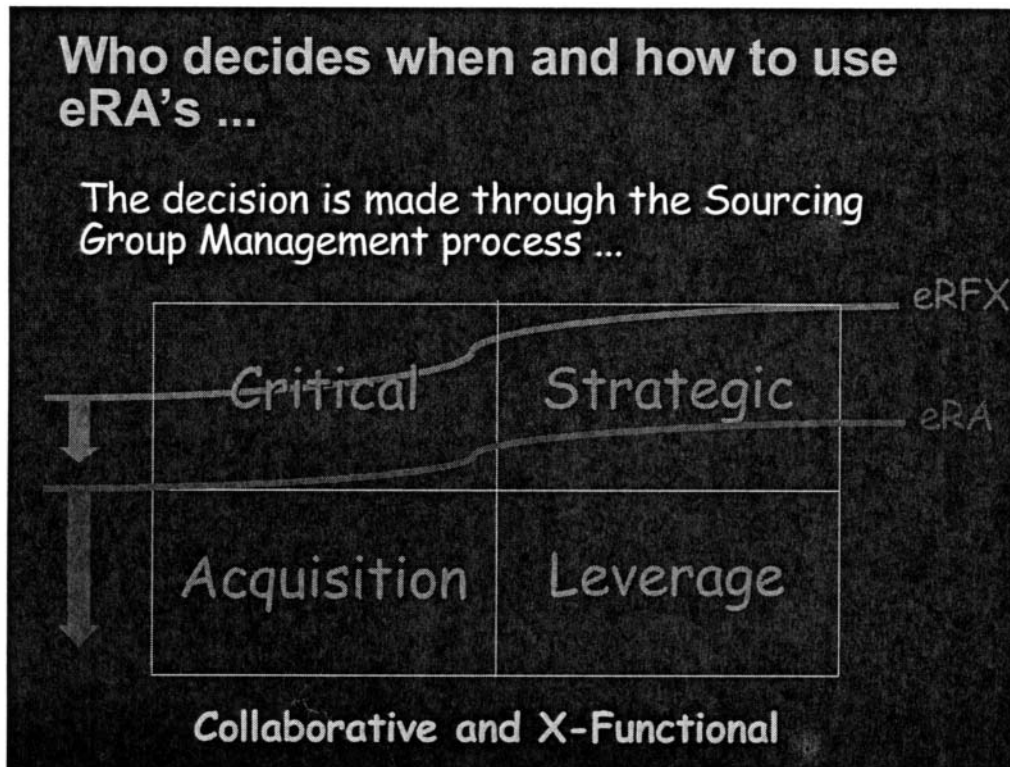 Who decides when and how to use
eRA's ...
The decision is made through the Sourcing
Group Management process ...
eRFX
Critical
Strategic
eRA
Acquisition
Leverage
Collaborative and X-Functional